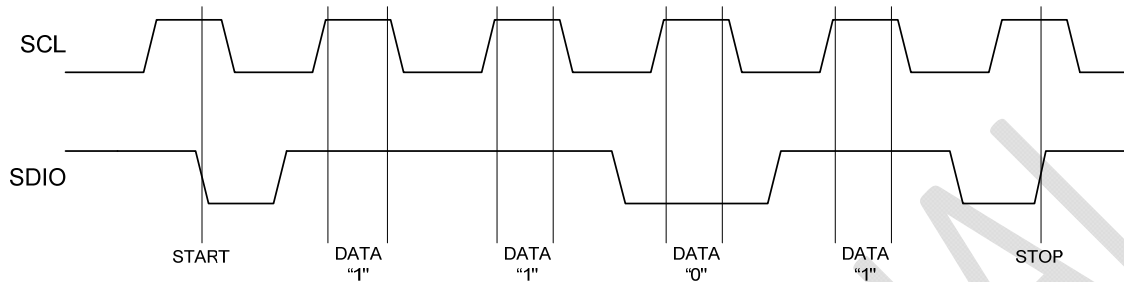 SCL
SDIO
START DATA DATA DATA DATA STOP
“1" “1" “0" “1"